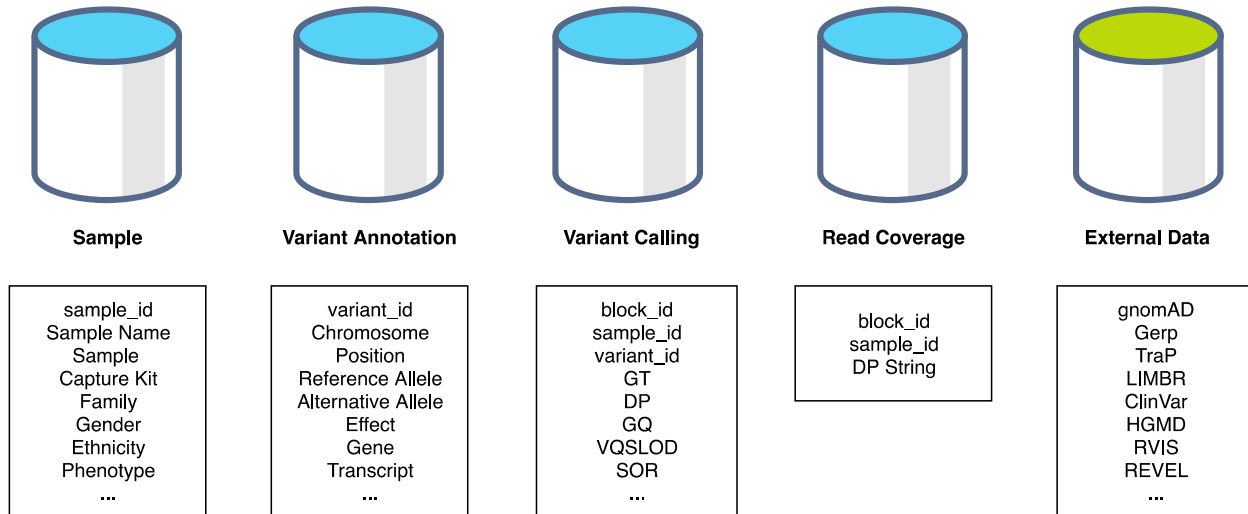 Sample
Variant Annotation
Variant Calling
Read Coverage
External Data
sample_id
Sample Name
Sample
Capture Kit
Family
Gender
Ethnicity
Phenotype
...
variant_id
Chromosome
Position
Reference Allele
Alternative Allele
Effect
Gene
Transcript
...
block_id
sample_id
variant_id
GT
DP
GQ
VQSLOD
SOR
...
block_id
sample_id
DP String
gnomAD
Gerp
TraP
LIMBR
ClinVar
HGMD
RVIS
REVEL
...